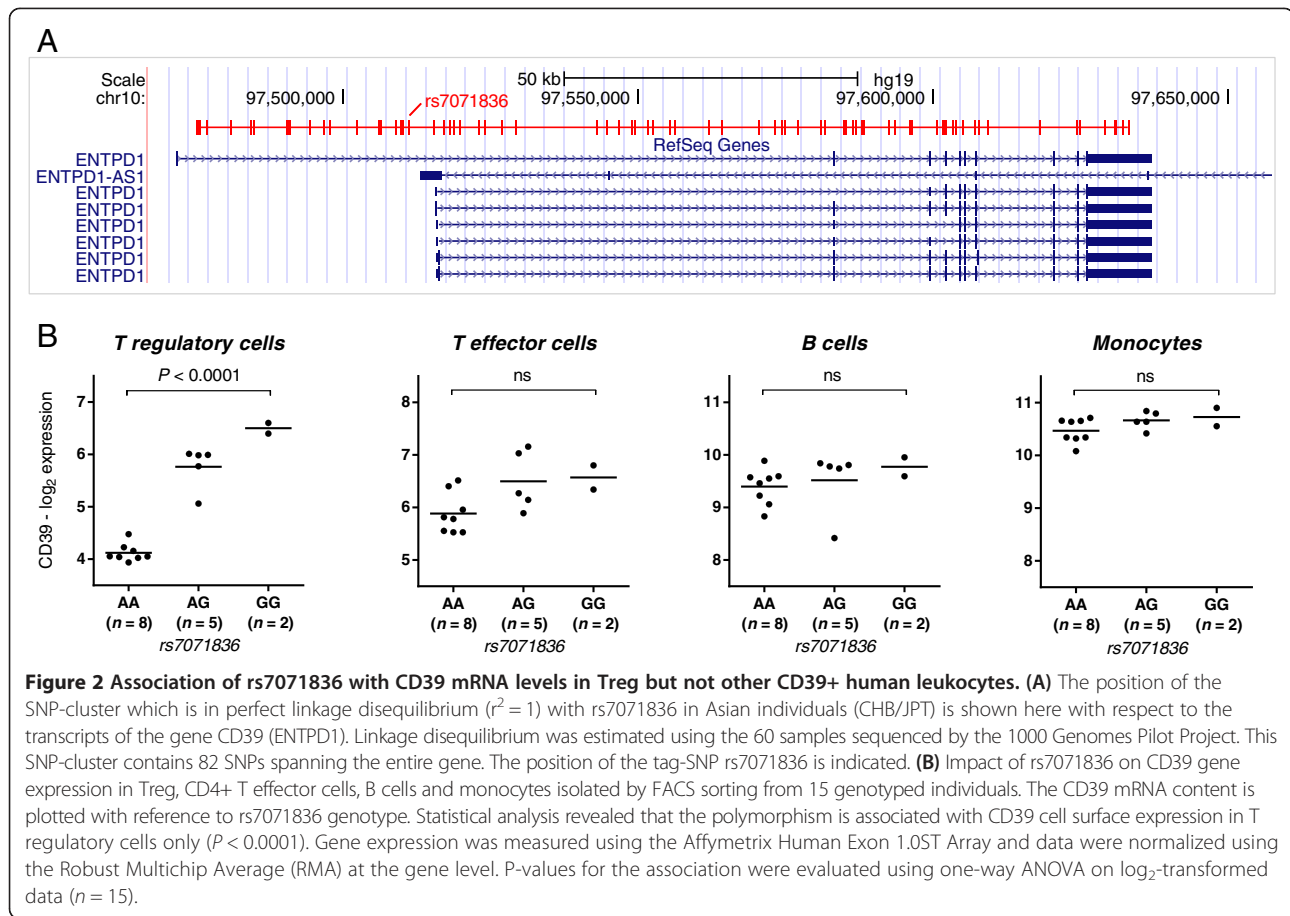 A
Scale
50 kb
hg19
chr10:
97,500,000
97,550,000
97,600,000
97,650,000
rs7071836
RefSeq Genes
ENTPD1
ENTPD1-AS1
ENTPD1
ENTPD1
ENTPD1
ENTPD1
ENTPD1
ENTPD1
B
T regulatory cells
T effector cells
B cells
Monocytes
P < 0.0001
ns
ns
ns
CD39 - log2 expression
7
6
5
4
8
7
6
5
11
10
9
8
11
10
9
8
AA AG GG
(n = 8) (n = 5) (n = 2)
rs7071836
AA AG GG
(n = 8) (n = 5) (n = 2)
rs7071836
AA AG GG
(n = 8) (n = 5) (n = 2)
rs7071836
AA AG GG
(n = 8) (n = 5) (n = 2)
rs7071836
Figure 2 Association of rs7071836 with CD39 mRNA levels in Treg but not other CD39+ human leukocytes. (A) The position of the
SNP-cluster which is in perfect linkage disequilibrium (r² = 1) with rs7071836 in Asian individuals (CHB/JPT) is shown here with respect to the
transcripts of the gene CD39 (ENTPD1). Linkage disequilibrium was estimated using the 60 samples sequenced by the 1000 Genomes Pilot Project. This
SNP-cluster contains 82 SNPs spanning the entire gene. The position of the tag-SNP rs7071836 is indicated. (B) Impact of rs7071836 on CD39 gene
expression in Treg, CD4+ T effector cells, B cells and monocytes isolated by FACS sorting from 15 genotyped individuals. The CD39 mRNA content is
plotted with reference to rs7071836 genotype. Statistical analysis revealed that the polymorphism is associated with CD39 cell surface expression in T
regulatory cells only (P < 0.0001). Gene expression was measured using the Affymetrix Human Exon 1.0ST Array and data were normalized using
the Robust Multichip Average (RMA) at the gene level. P-values for the association were evaluated using one-way ANOVA on log2-transformed
data (n = 15).